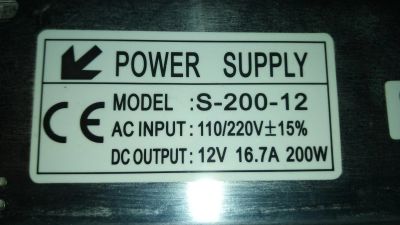 POWER SUPPLY
MODEL :S-200-12
CE
AC INPUT : 110/220V±15%
DC OUTPUT: 12V 16.7A 200W